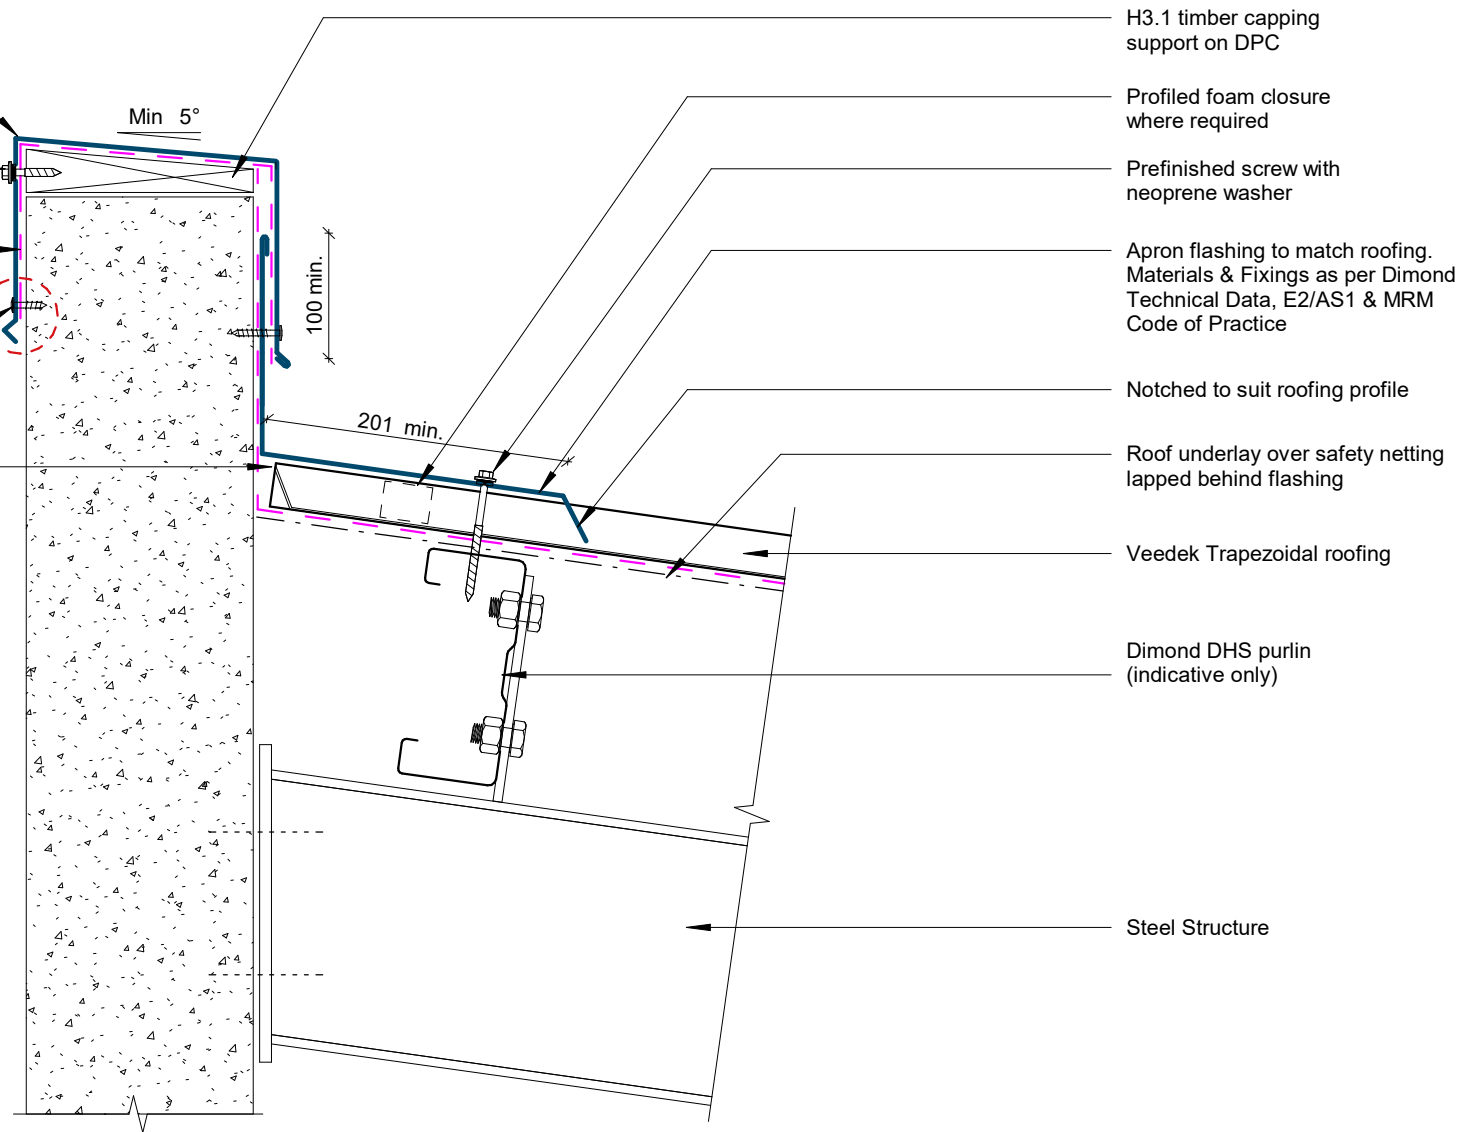 H3.1 timber capping
support on DPC
Min 5°
Profiled foam closure
where required
Prefinished screw with
neoprene washer
Apron flashing to match roofing.
Materials & Fixings as per Dimond
Technical Data, E2/AS1 & MRM
Code of Practice
100 min.
201 min.
Notched to suit roofing profile
Roof underlay over safety netting
lapped behind flashing
Veedek Trapezoidal roofing
Dimond DHS purlin
(indicative only)
Steel Structure